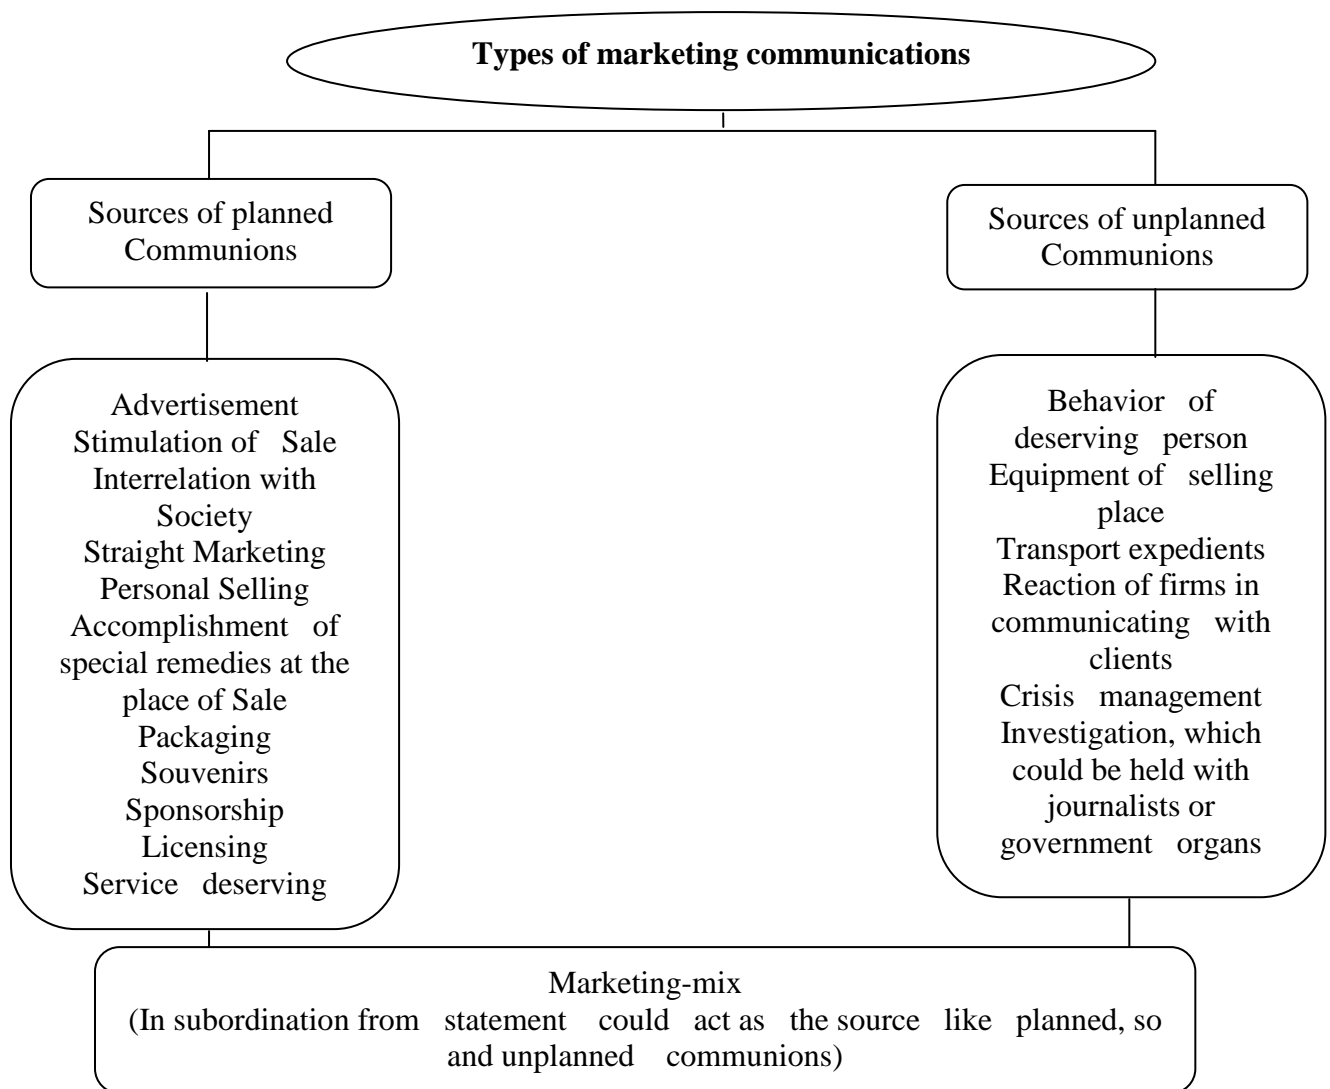 Types of marketing communications
Sources of planned
Communions
Sources of unplanned
Communions
Advertisement
Stimulation of Sale
Interrelation with
Society
Straight Marketing
Personal Selling
Accomplishment of
special remedies at the
place of Sale
Packaging
Souvenirs
Sponsorship
Licensing
Service deserving
Behavior of
deserving person
Equipment of selling
place
Transport expedients
Reaction of firms in
communicating with
clients
Crisis management
Investigation, which
could be held with
journalists or
government organs
Marketing-mix
(In subordination from statement could act as the source like planned, so
and unplanned communions)